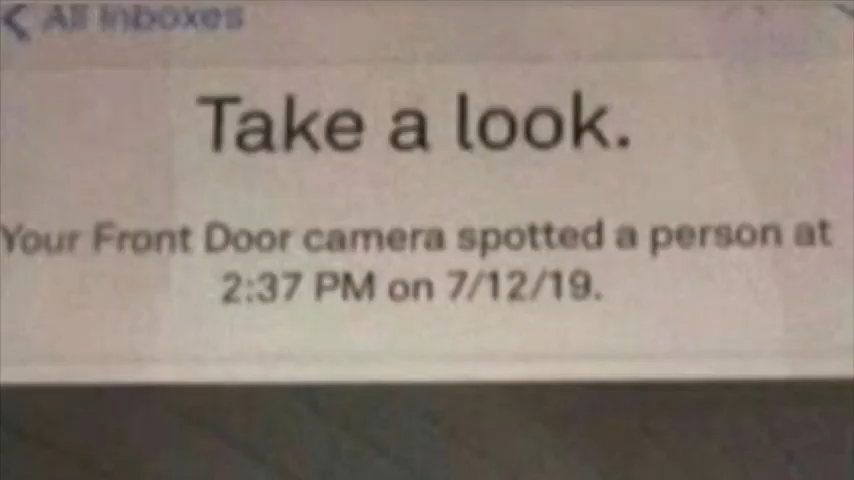 All Inboxes
Take a look.
Your Front Door camera spotted a person at
2:37 PM on 7/12/19.